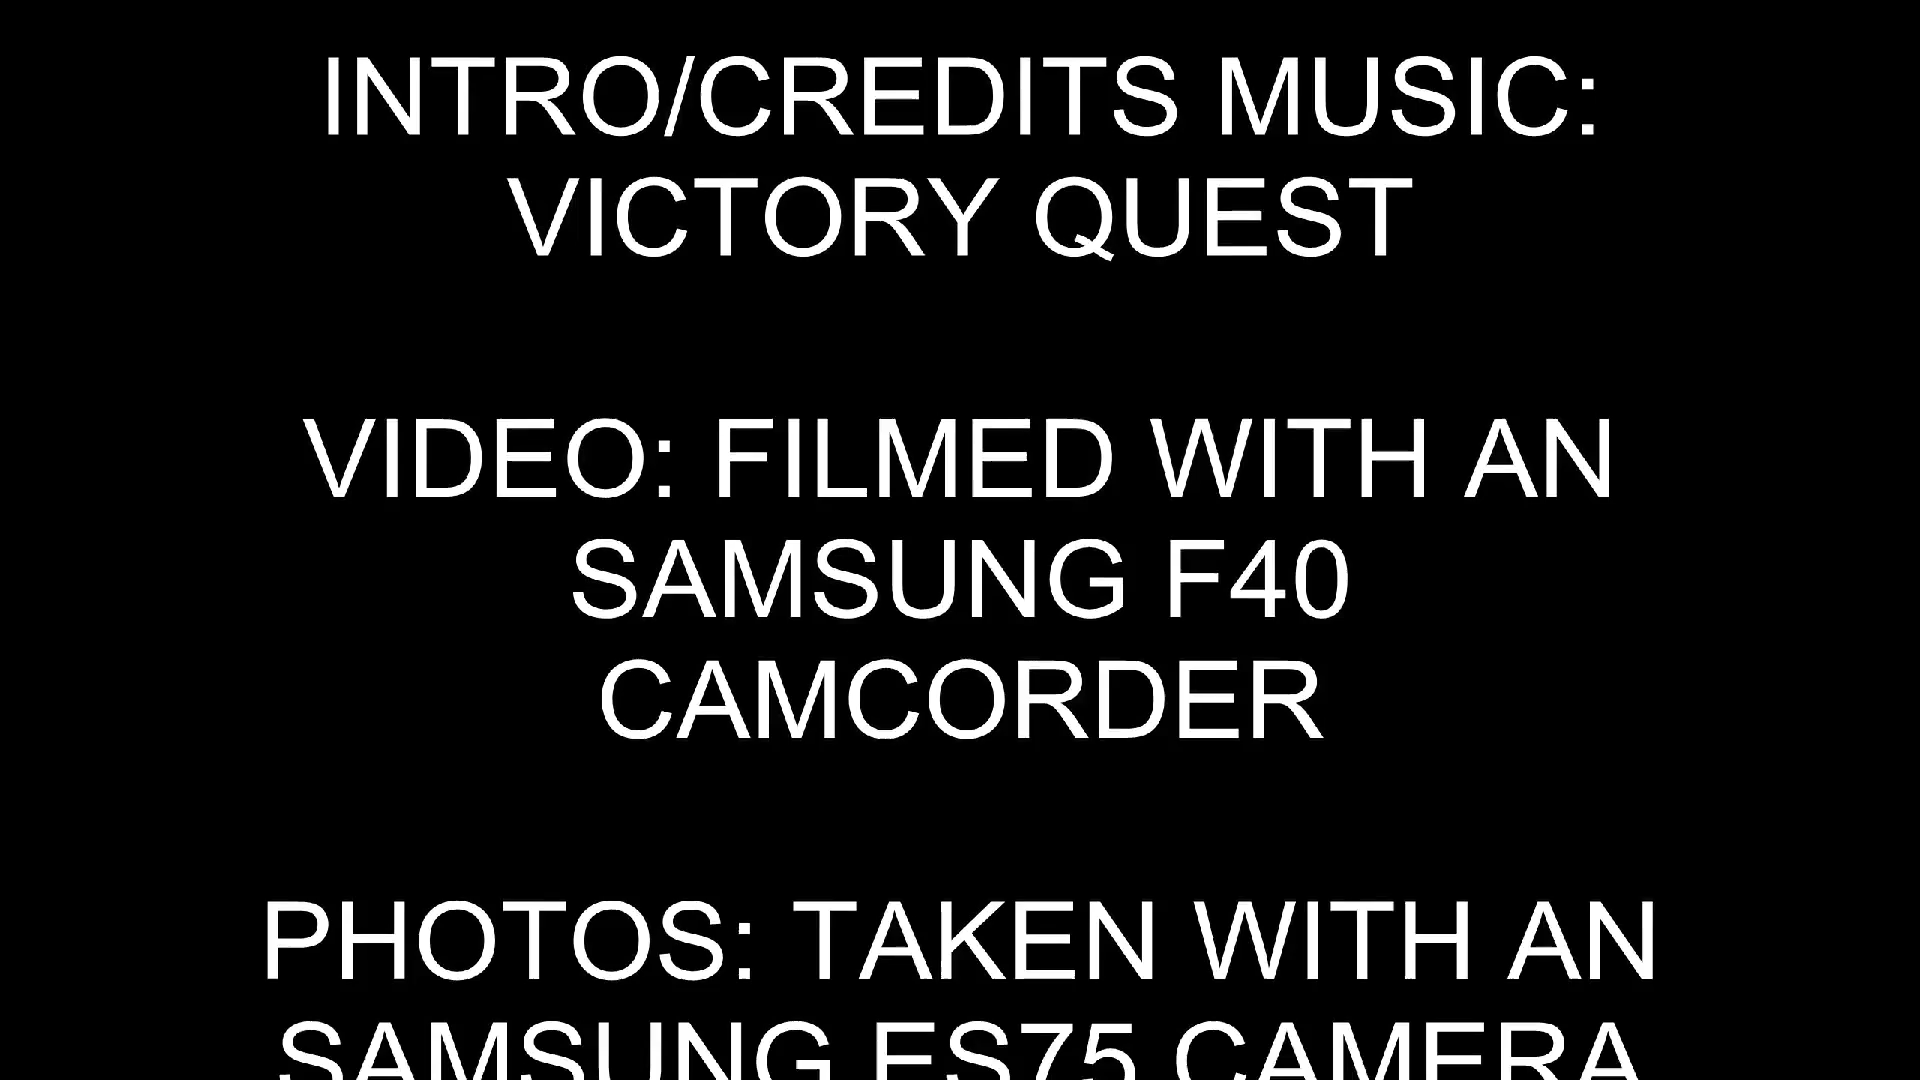 INTRO/CREDITS MUSIC:
VICTORY QUEST
VIDEO: FILMED WITH AN
SAMSUNG F40
CAMCORDER
PHOTOS: TAKEN WITH AN
SAMSUNG ES75 CAMERA